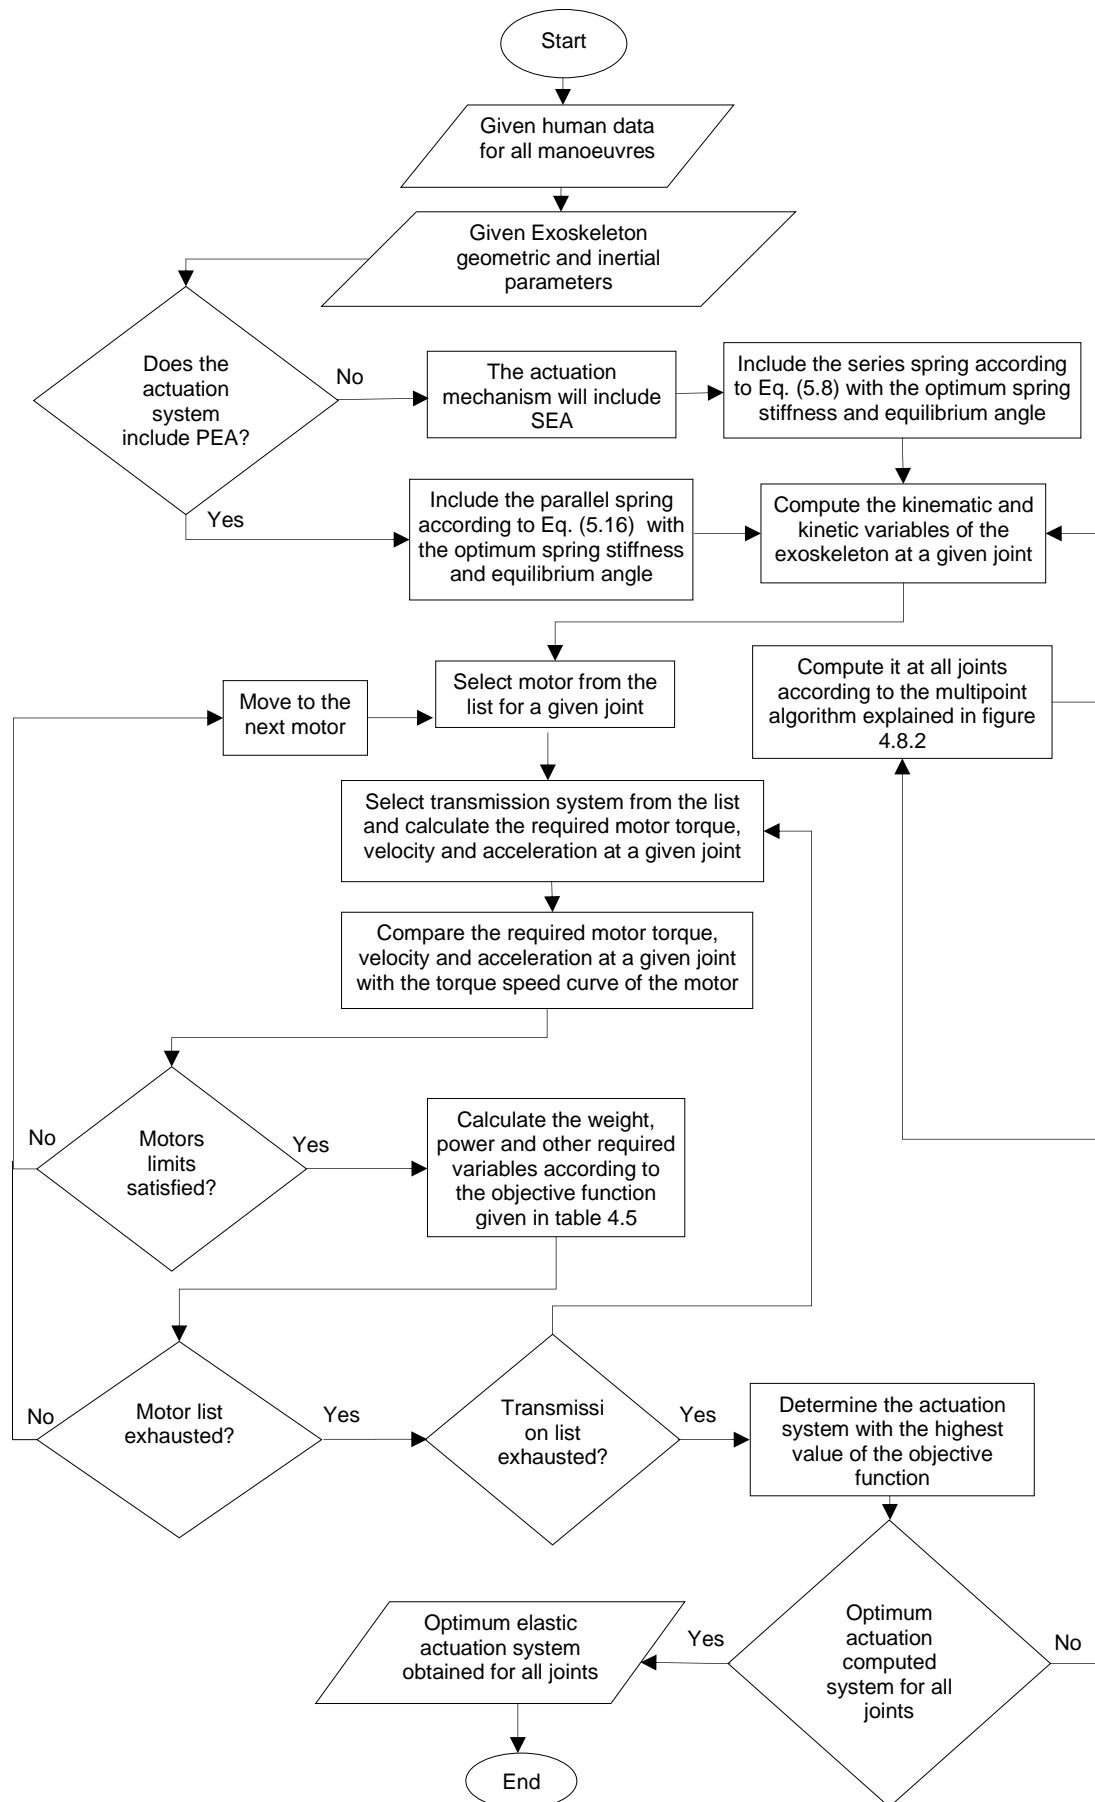 Start
Given human data
for all manoeuvres
Given Exoskeleton
geometric and inertial
parameters
Does the
actuation
system
include PEA?
No
The actuation
mechanism will include
SEA
Include the series spring according
to Eq. (5.8) with the optimum spring
stiffness and equilibrium angle
Yes
Include the parallel spring
according to Eq. (5.16) with
the optimum spring stiffness
and equilibrium angle
Compute the kinematic and
kinetic variables of the
exoskeleton at a given joint
Move to the
next motor
Select motor from the
list for a given joint
Compute it at all joints
according to the multipoint
algorithm explained in figure
4.8.2
Select transmission system from the list
and calculate the required motor torque,
velocity and acceleration at a given joint
Compare the required motor torque,
velocity and acceleration at a given joint
with the torque speed curve of the motor
No
Motors
limits
satisfied?
Yes
Calculate the weight,
power and other required
variables according to
the objective function
given in table 4.5
No
Motor list
exhausted?
Yes
Transmissi
on list
exhausted?
Yes
Determine the actuation
system with the highest
value of the objective
function
Optimum elastic
actuation system
obtained for all joints
Yes
Optimum
actuation
computed
system for all
joints
No
End